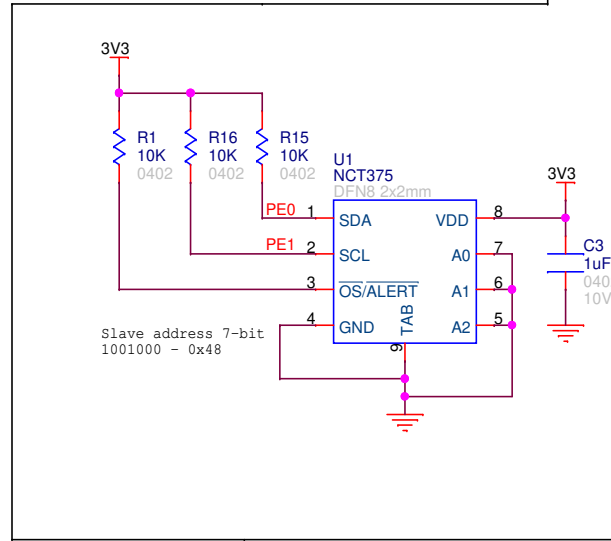 3V3
R1
10K
0402
R16
10K
0402
R15
10K
0402
U1
NCT375
DFN8 2x2mm
3V3
PE0 1 SDA
VDD 8
PE1 2 SCL
A0 7
3 OS/ALERT
A1 6
4 GND
A2 5
TAB
9
C3
1uF
040
10V
Slave address 7-bit
1001000 - 0x48